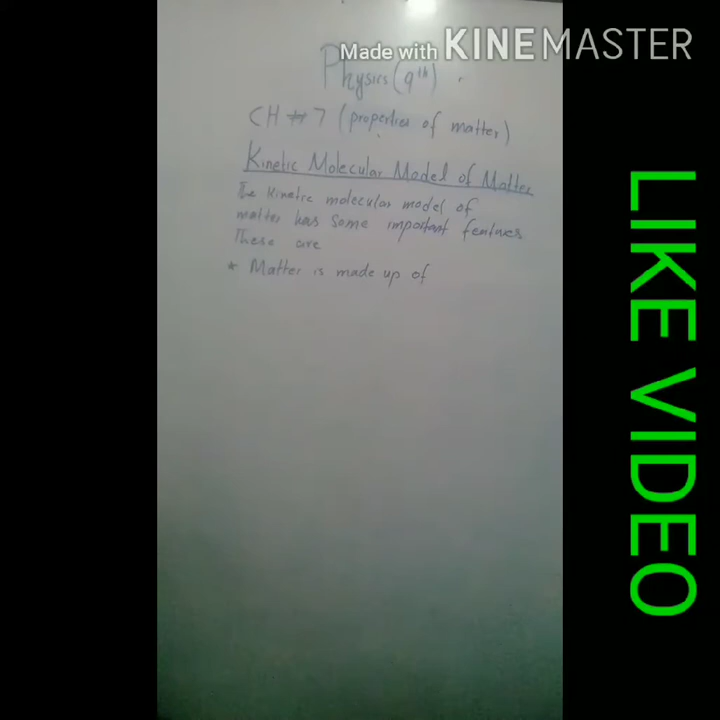 Made with KINEMASTER
Physics (9th)
CH # 7 (properties of matter)
Kinetic Molecular Model of Matter
The kinetic molecular model of
matter has some important features
These are
* Matter is made up of
LIKE VIDEO